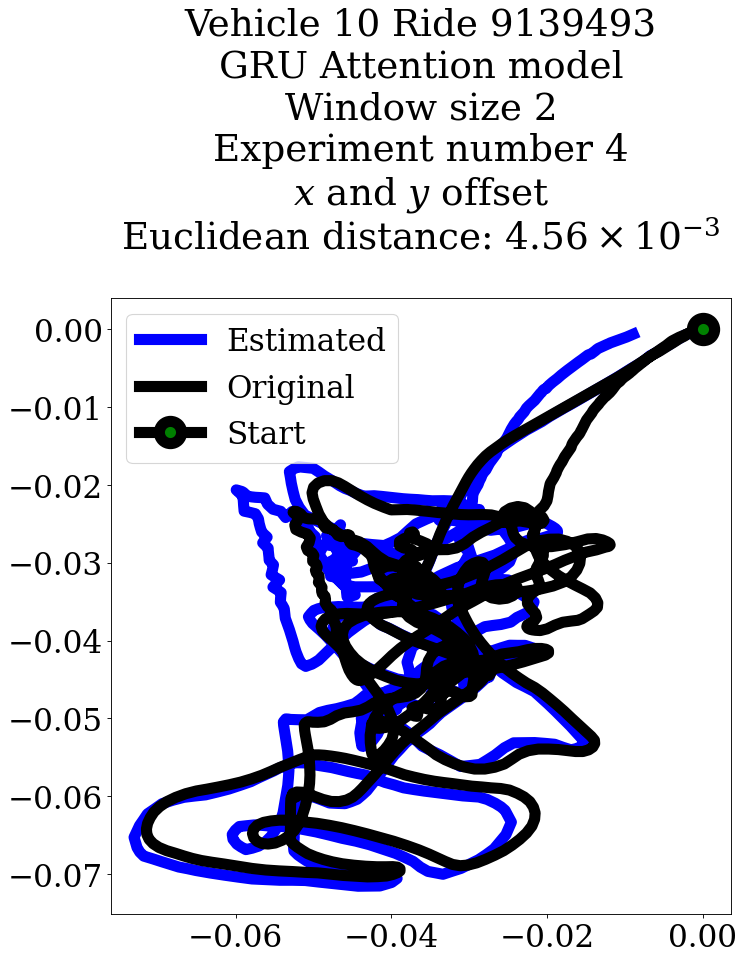 Vehicle 10 Ride 9139493
GRU Attention model
Window size 2
Experiment number 4
x and y offset
Euclidean distance: 4.56 × 10⁻³
Estimated
Original
Start
0.00
−0.01
−0.02
−0.03
−0.04
−0.05
−0.06
−0.07
−0.06 −0.04 −0.02 0.00